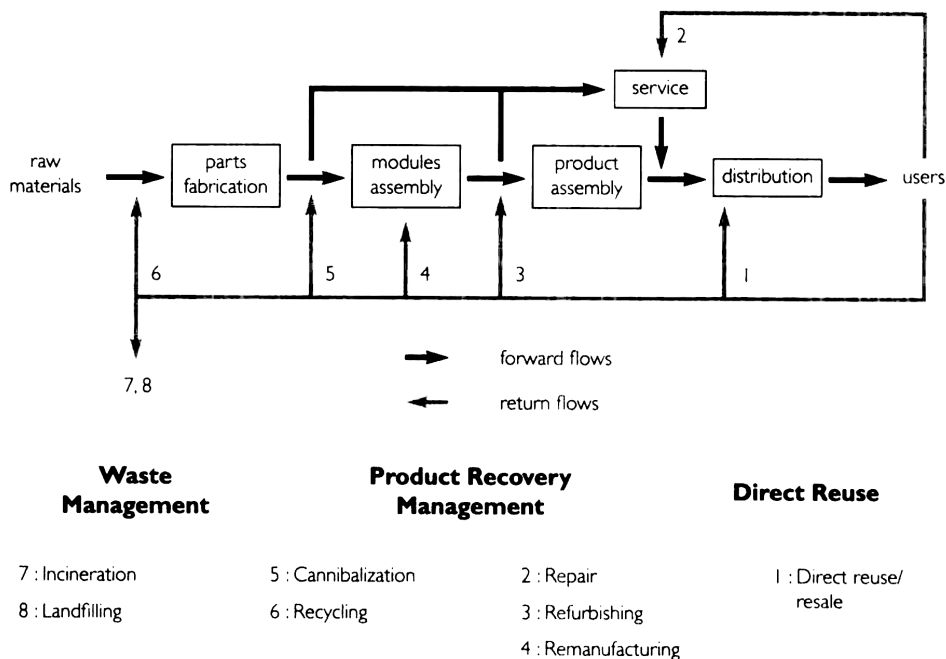 2
service
raw
materials
parts
fabrication
modules
assembly
product
assembly
distribution
users
6
5
4
3
1
7, 8
forward flows
return flows
Waste
Management
Product Recovery
Management
Direct Reuse
7 : Incineration
8 : Landfilling
5 : Cannibalization
6 : Recycling
2 : Repair
3 : Refurbishing
4 : Remanufacturing
1 : Direct reuse/
resale